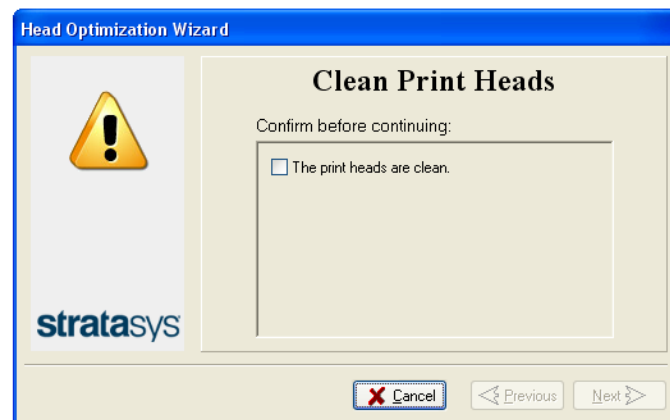 Head Optimization Wizard
Clean Print Heads
Confirm before continuing:
The print heads are clean.
stratasys
Cancel
Previous
Next